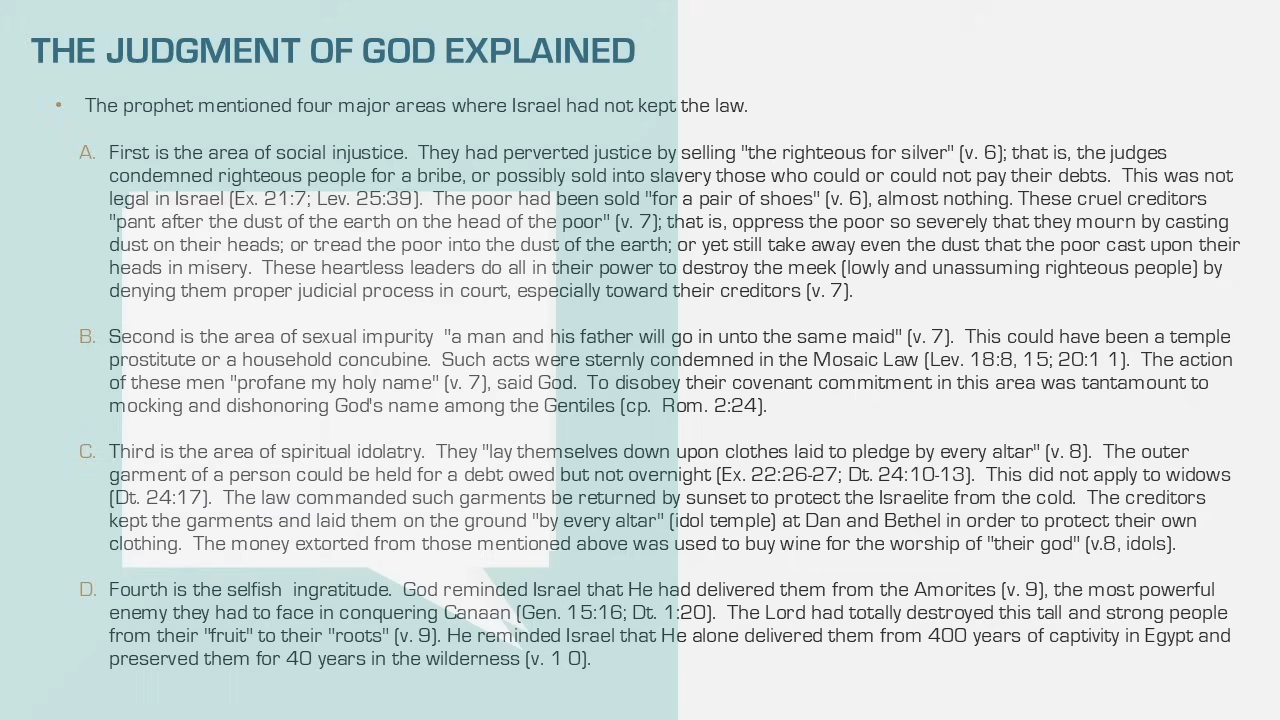 THE JUDGMENT OF GOD EXPLAINED
• The prophet mentioned four major areas where Israel had not kept the law.
A. First is the area of social injustice.  They had perverted justice by selling "the righteous for silver" (v. 6); that is, the judges
condemned righteous people for a bribe, or possibly sold into slavery those who could or could not pay their debts.  This was not
legal in Israel (Ex. 21:7; Lev. 25:39).  The poor had been sold "for a pair of shoes" (v. 6), almost nothing. These cruel creditors
"pant after the dust of the earth on the head of the poor" (v. 7); that is, oppress the poor so severely that they mourn by casting
dust on their heads; or tread the poor into the dust of the earth; or yet still take away even the dust that the poor cast upon their
heads in misery.  These heartless leaders do all in their power to destroy the meek (lowly and unassuming righteous people) by
denying them proper judicial process in court, especially toward their creditors (v. 7).
B. Second is the area of sexual impurity  "a man and his father will go in unto the same maid" (v. 7).  This could have been a temple
prostitute or a household concubine.  Such acts were sternly condemned in the Mosaic Law (Lev. 18:8, 15; 20:1 1).  The action
of these men "profane my holy name" (v. 7), said God.  To disobey their covenant commitment in this area was tantamount to
mocking and dishonoring God's name among the Gentiles (cp.  Rom. 2:24).
C. Third is the area of spiritual idolatry.  They "lay themselves down upon clothes laid to pledge by every altar" (v. 8).  The outer
garment of a person could be held for a debt owed but not overnight (Ex. 22:26-27; Dt. 24:10-13).  This did not apply to widows
(Dt. 24:17).  The law commanded such garments be returned by sunset to protect the Israelite from the cold.  The creditors
kept the garments and laid them on the ground "by every altar" (idol temple) at Dan and Bethel in order to protect their own
clothing.  The money extorted from those mentioned above was used to buy wine for the worship of "their god" (v.8, idols).
D. Fourth is the selfish  ingratitude.  God reminded Israel that He had delivered them from the Amorites (v. 9), the most powerful
enemy they had to face in conquering Canaan (Gen. 15:16; Dt. 1:20).  The Lord had totally destroyed this tall and strong people
from their "fruit" to their "roots" (v. 9). He reminded Israel that He alone delivered them from 400 years of captivity in Egypt and
preserved them for 40 years in the wilderness (v. 1 0).